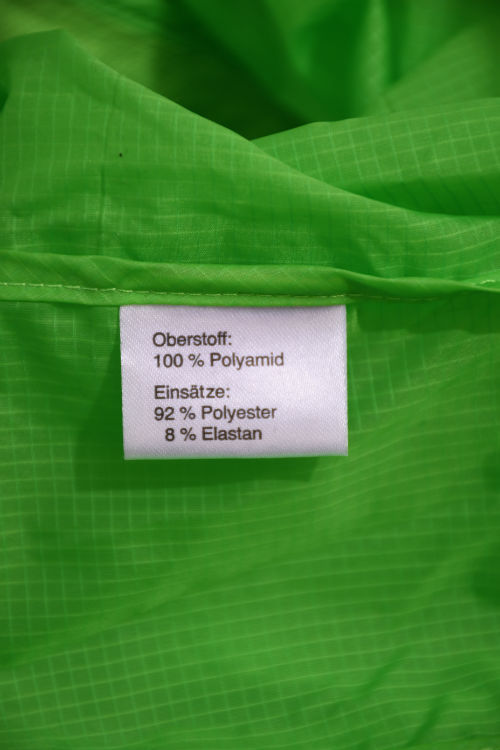 Oberstoff:
100 % Polyamid
Einsätze:
92 % Polyester
8 % Elastan